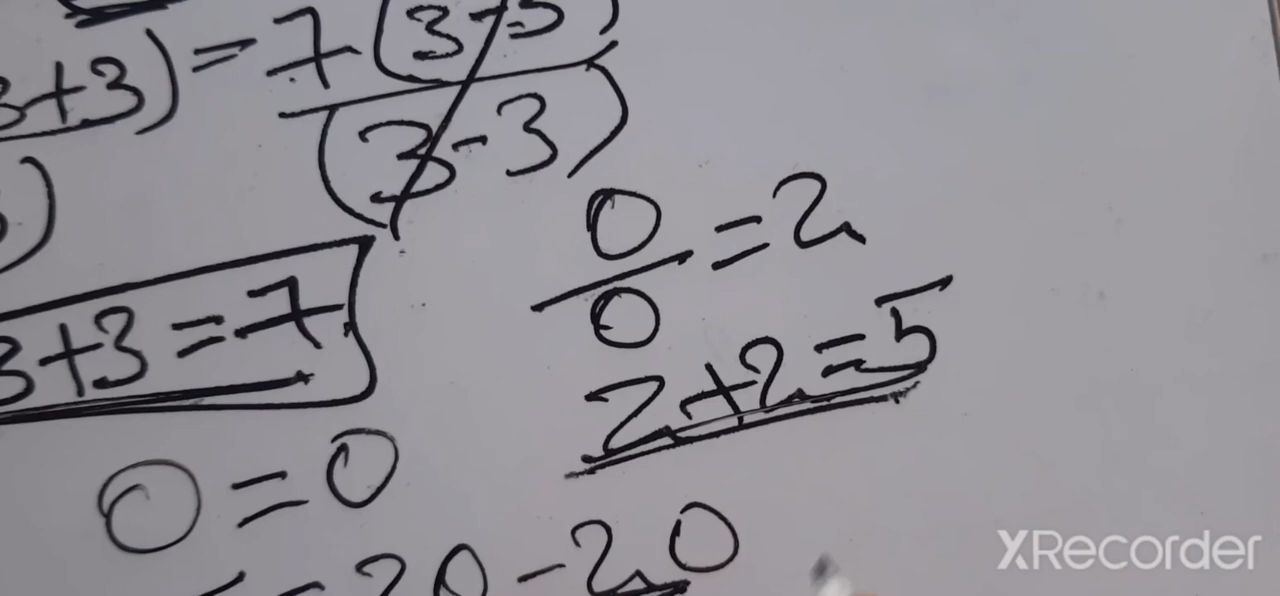 3+3) = 7 (3-3)
(3-3)
)
0/0 = 2
3+3 = 7
2+2=5
0 = 0
= 20-20
XRecorder